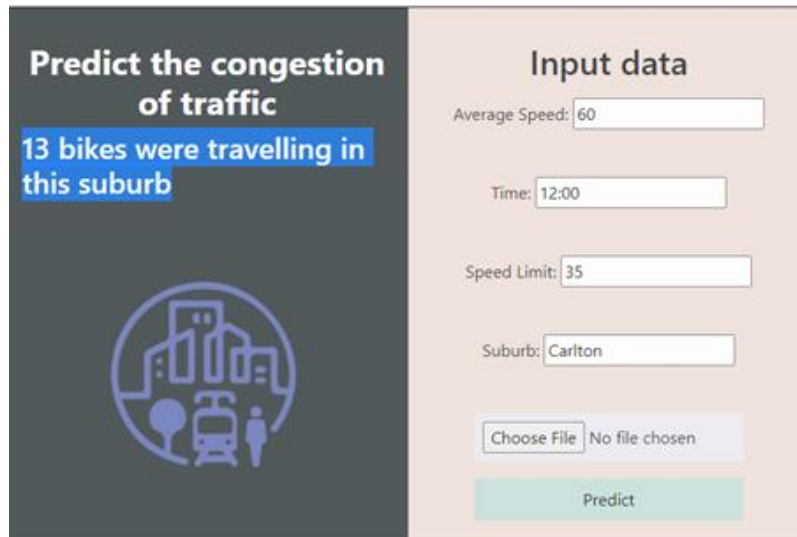 Predict the congestion
of traffic
13 bikes were travelling in
this suburb
Input data
Average Speed: 60
Time: 12:00
Speed Limit: 35
Suburb: Carlton
Choose File No file chosen
Predict